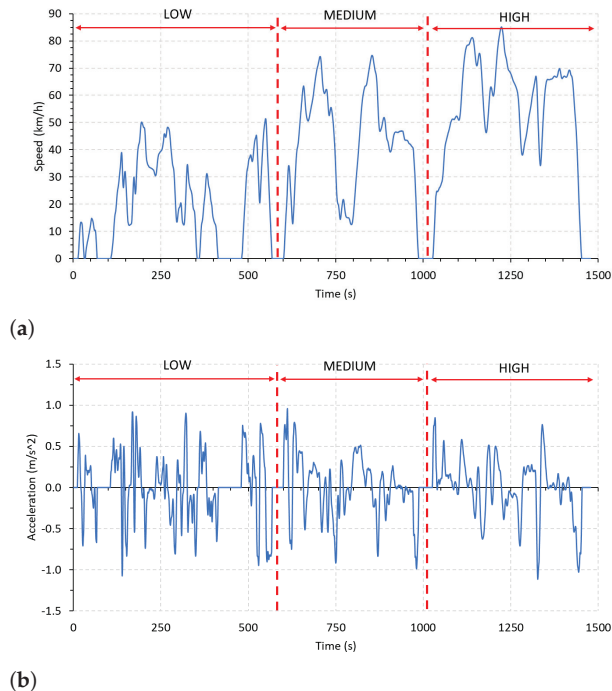 LOW MEDIUM HIGH
90
80
70
60
50
40
30
20
10
0
Speed (km/h)
0 250 500 750 1000 1250 1500
Time (s)
(a)
LOW MEDIUM HIGH
1.5
1.0
0.5
0.0
-0.5
-1.0
-1.5
Acceleration (m/s^2)
0 250 500 750 1000 1250 1500
Time (s)
(b)